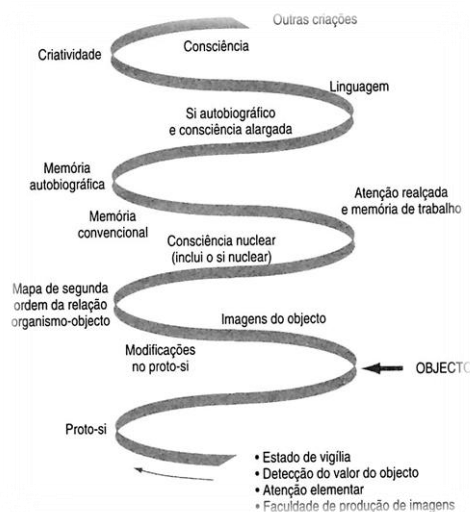 Outras criações
Consciência
Criatividade
Linguagem
Si autobiográfico
e consciência alargada
Memória
autobiográfica
Atenção realçada
e memória de trabalho
Memória
convencional
Consciência nuclear
(inclui o si nuclear)
Mapa de segunda
ordem da relação
organismo-objecto
Imagens do objecto
Modificações
no proto-si
OBJECTO
Proto-si
• Estado de vigília
• Detecção do valor do objecto
• Atenção elementar
• Faculdade de produção de imagens